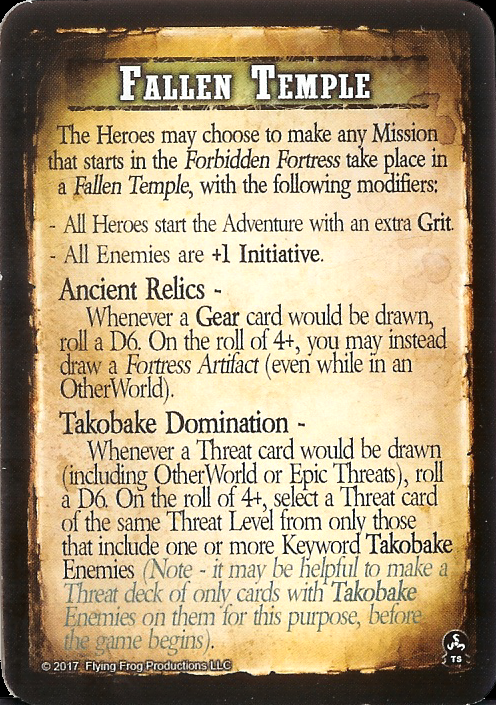 FALLEN TEMPLE
The Heroes may choose to make any Mission
that starts in the Forbidden Fortress take place in
a Fallen Temple, with the following modifiers:
- All Heroes start the Adventure with an extra Grit.
- All Enemies are +1 Initiative.
Ancient Relics -
Whenever a Gear card would be drawn,
roll a D6. On the roll of 4+, you may instead
draw a Fortress Artifact (even while in an
OtherWorld).
Takobake Domination -
Whenever a Threat card would be drawn
(including OtherWorld or Epic Threats), roll
a D6. On the roll of 4+, select a Threat card
of the same Threat Level from only those
that include one or more Keyword Takobake
Enemies (Note - it may be helpful to make a
Threat deck of only cards with Takobake
Enemies on them for this purpose, before
the game begins).
© 2017 Flying Frog Productions LLC
TS